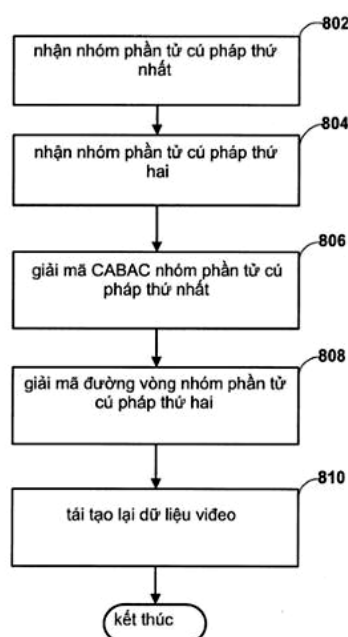 802
nhận nhóm phần tử cú pháp thứ
nhất
804
nhận nhóm phần tử cú pháp thứ
hai
806
giải mã CABAC nhóm phần tử cú
pháp thứ nhất
808
giải mã đường vòng nhóm phần tử
cú pháp thứ hai
810
tái tạo lại dữ liệu viđeo
kết thúc